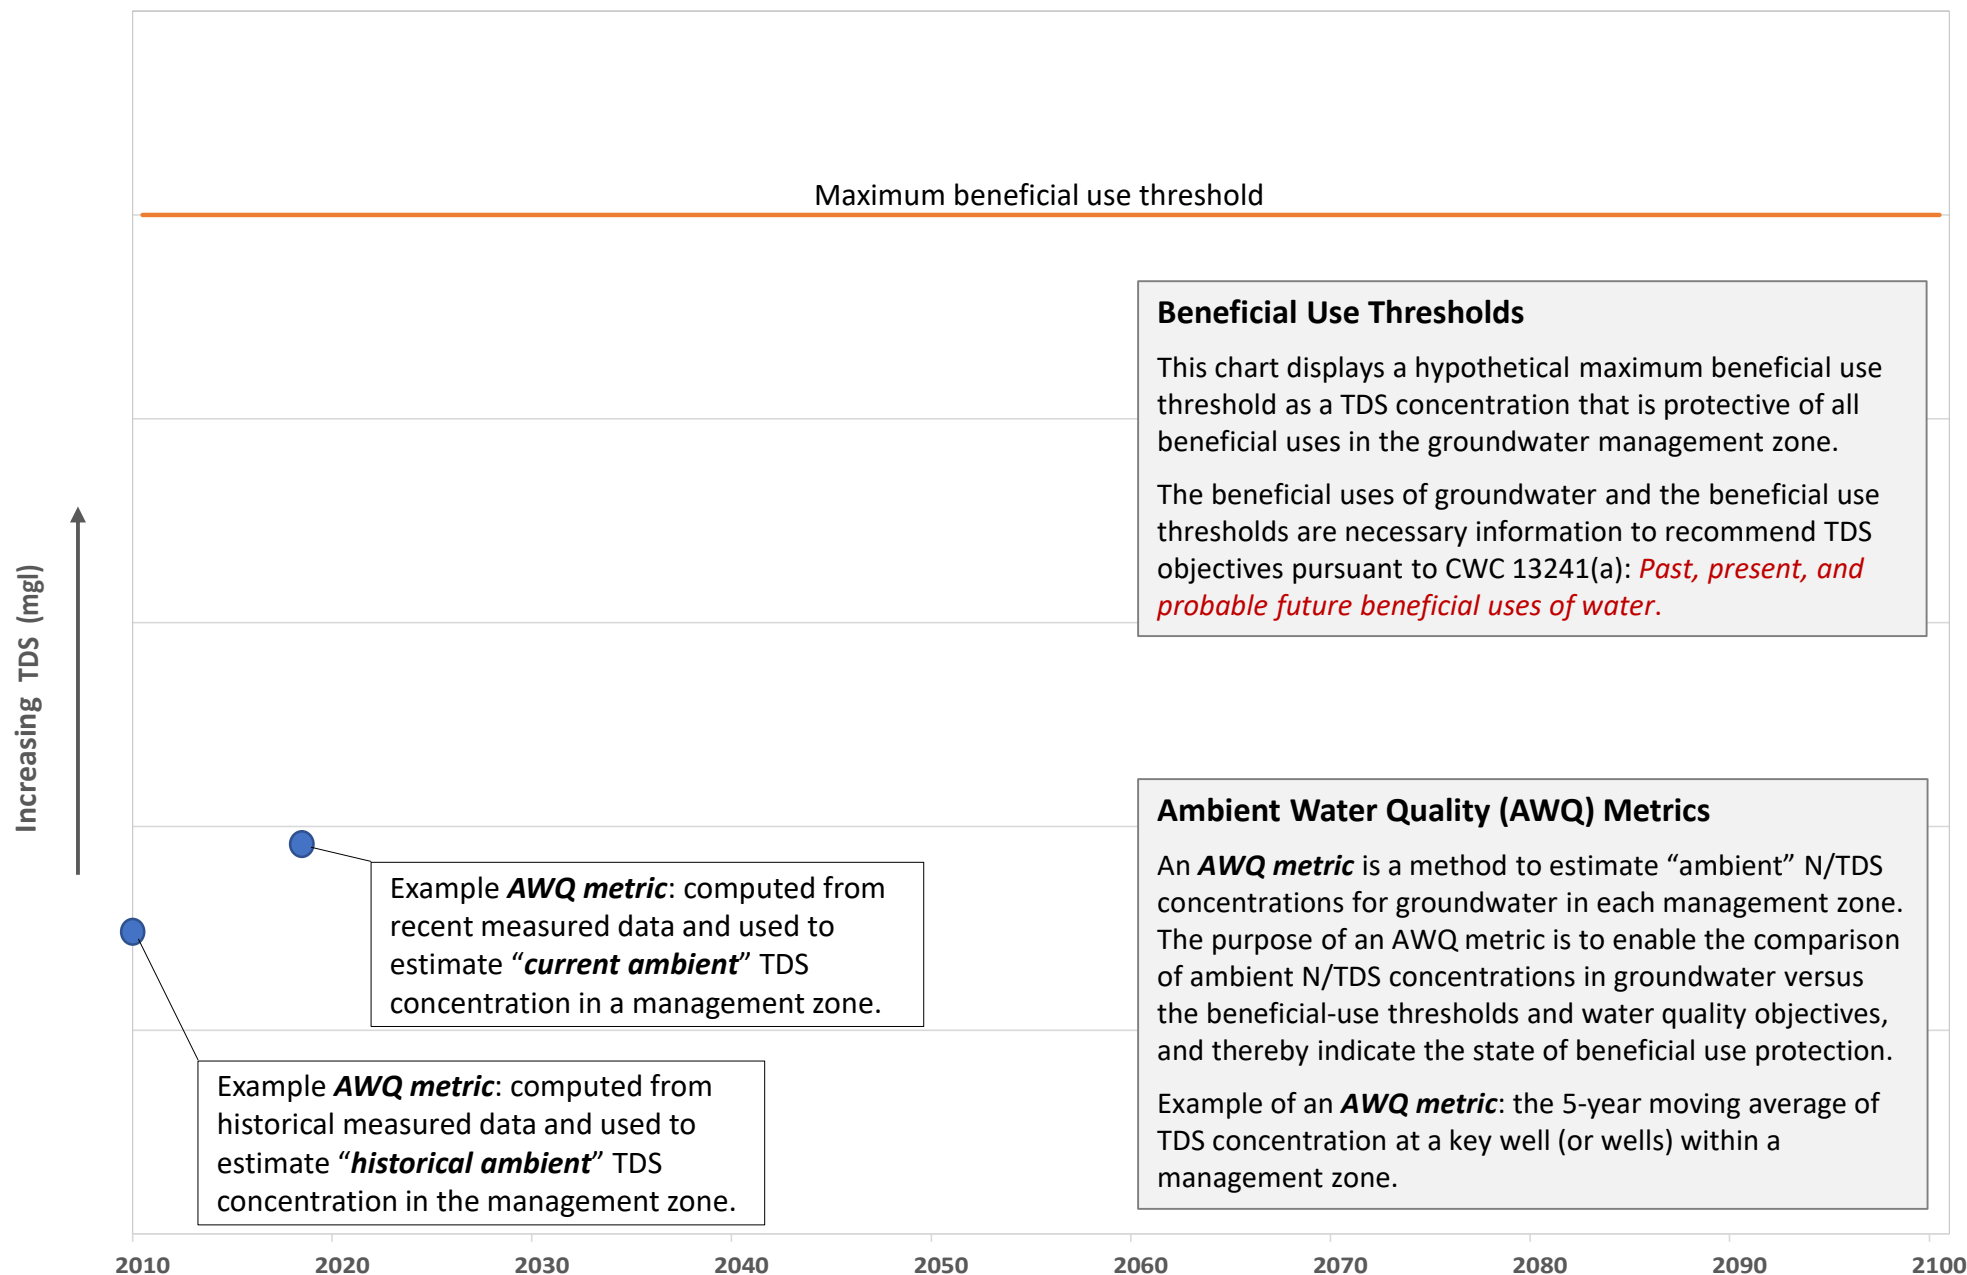 Maximum beneficial use threshold
Beneficial Use Thresholds
This chart displays a hypothetical maximum beneficial use
threshold as a TDS concentration that is protective of all
beneficial uses in the groundwater management zone.
The beneficial uses of groundwater and the beneficial use
thresholds are necessary information to recommend TDS
objectives pursuant to CWC 13241(a): Past, present, and
probable future beneficial uses of water.
Increasing TDS (mgl)
Ambient Water Quality (AWQ) Metrics
An AWQ metric is a method to estimate “ambient” N/TDS
concentrations for groundwater in each management zone.
The purpose of an AWQ metric is to enable the comparison
of ambient N/TDS concentrations in groundwater versus
the beneficial-use thresholds and water quality objectives,
and thereby indicate the state of beneficial use protection.
Example of an AWQ metric: the 5-year moving average of
TDS concentration at a key well (or wells) within a
management zone.
Example AWQ metric: computed from
recent measured data and used to
estimate “current ambient” TDS
concentration in a management zone.
Example AWQ metric: computed from
historical measured data and used to
estimate “historical ambient” TDS
concentration in the management zone.
2010 2020 2030 2040 2050 2060 2070 2080 2090 2100